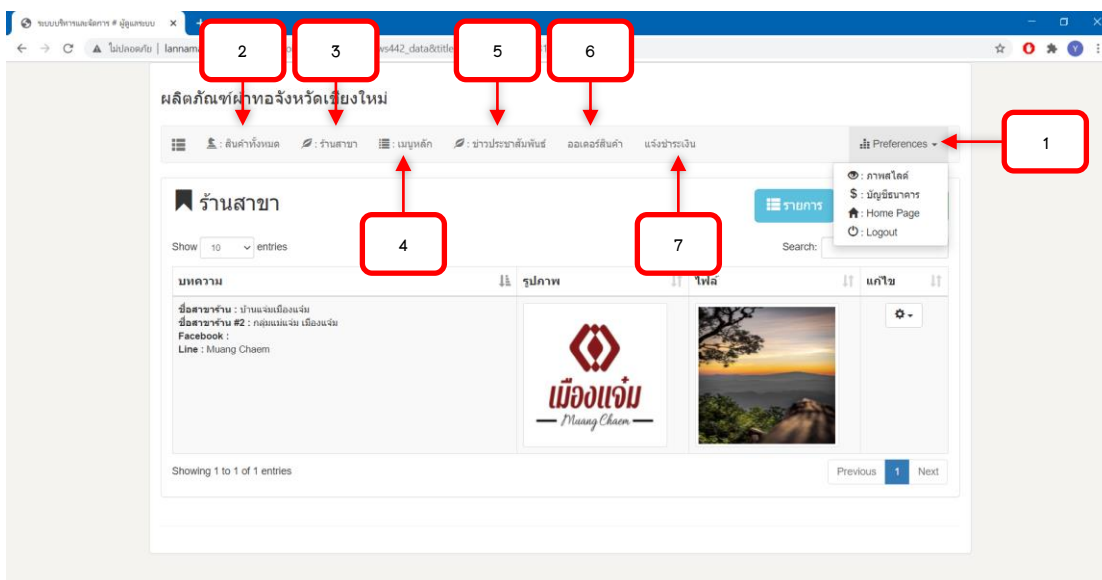 ระบบบริหารและจัดการ # ผู้ดูแลระบบ
ไม่ปลอดภัย | lannama
vs442_data&title
2 3 5 6
ผลิตภัณฑ์ผ้าทอจังหวัดเชียงใหม่
: สินค้าทั้งหมด : ร้านสาขา : เมนูหลัก : ข่าวประชาสัมพันธ์ ออเดอร์สินค้า แจ้งชำระเงิน Preferences
1
: ภาพสไลด์
$ : บัญชีธนาคาร
: Home Page
: Logout
ร้านสาขา
รายการ
4 7
Show 10 entries Search:
บทความ รูปภาพ ไฟล์ แก้ไข
ชื่อสาขาร้าน : บ้านแจ่มเมืองแจ่ม
ชื่อสาขาร้าน #2 : กลุ่มแม่แจ่ม เมืองแจ่ม
Facebook :
Line : Muang Chaem
เมืองแจ๋ม
Muang Chaem
Showing 1 to 1 of 1 entries
Previous 1 Next